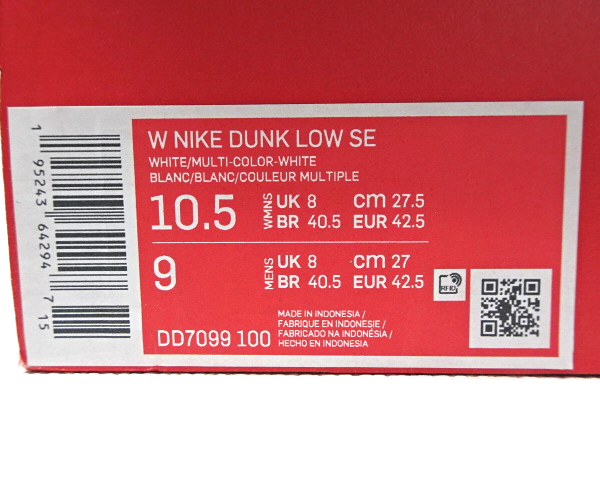 W NIKE DUNK LOW SE
WHITE/MULTI-COLOR-WHITE
BLANC/BLANC/COULEUR MULTIPLE
10.5 WMNS UK 8 cm 27.5
BR 40.5 EUR 42.5
9 MENS UK 8 cm 27
BR 40.5 EUR 42.5
RFID
DD7099 100
MADE IN INDONESIA /
FABRIQUE EN INDONESIE /
FABRICADO NA INDONÉSIA /
HECHO EN INDONESIA
1 95243 64294 7 15